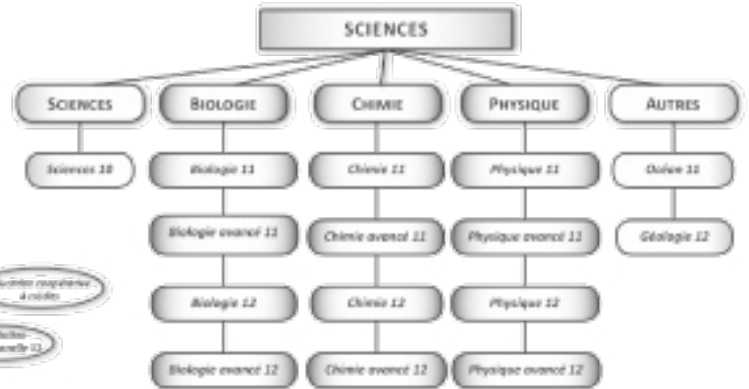 SCIENCES
SCIENCES BIOLOGIE CHIMIE PHYSIQUE AUTRES
Sciences 10 Biologie 11 Chimie 11 Physique 11 Océan 11
Biologie avancé 11 Chimie avancé 11 Physique avancé 11 Géologie 12
Biologie 12 Chimie 12 Physique 12
à crédits
Biologie avancé 12 Chimie avancé 12 Physique avancé 12